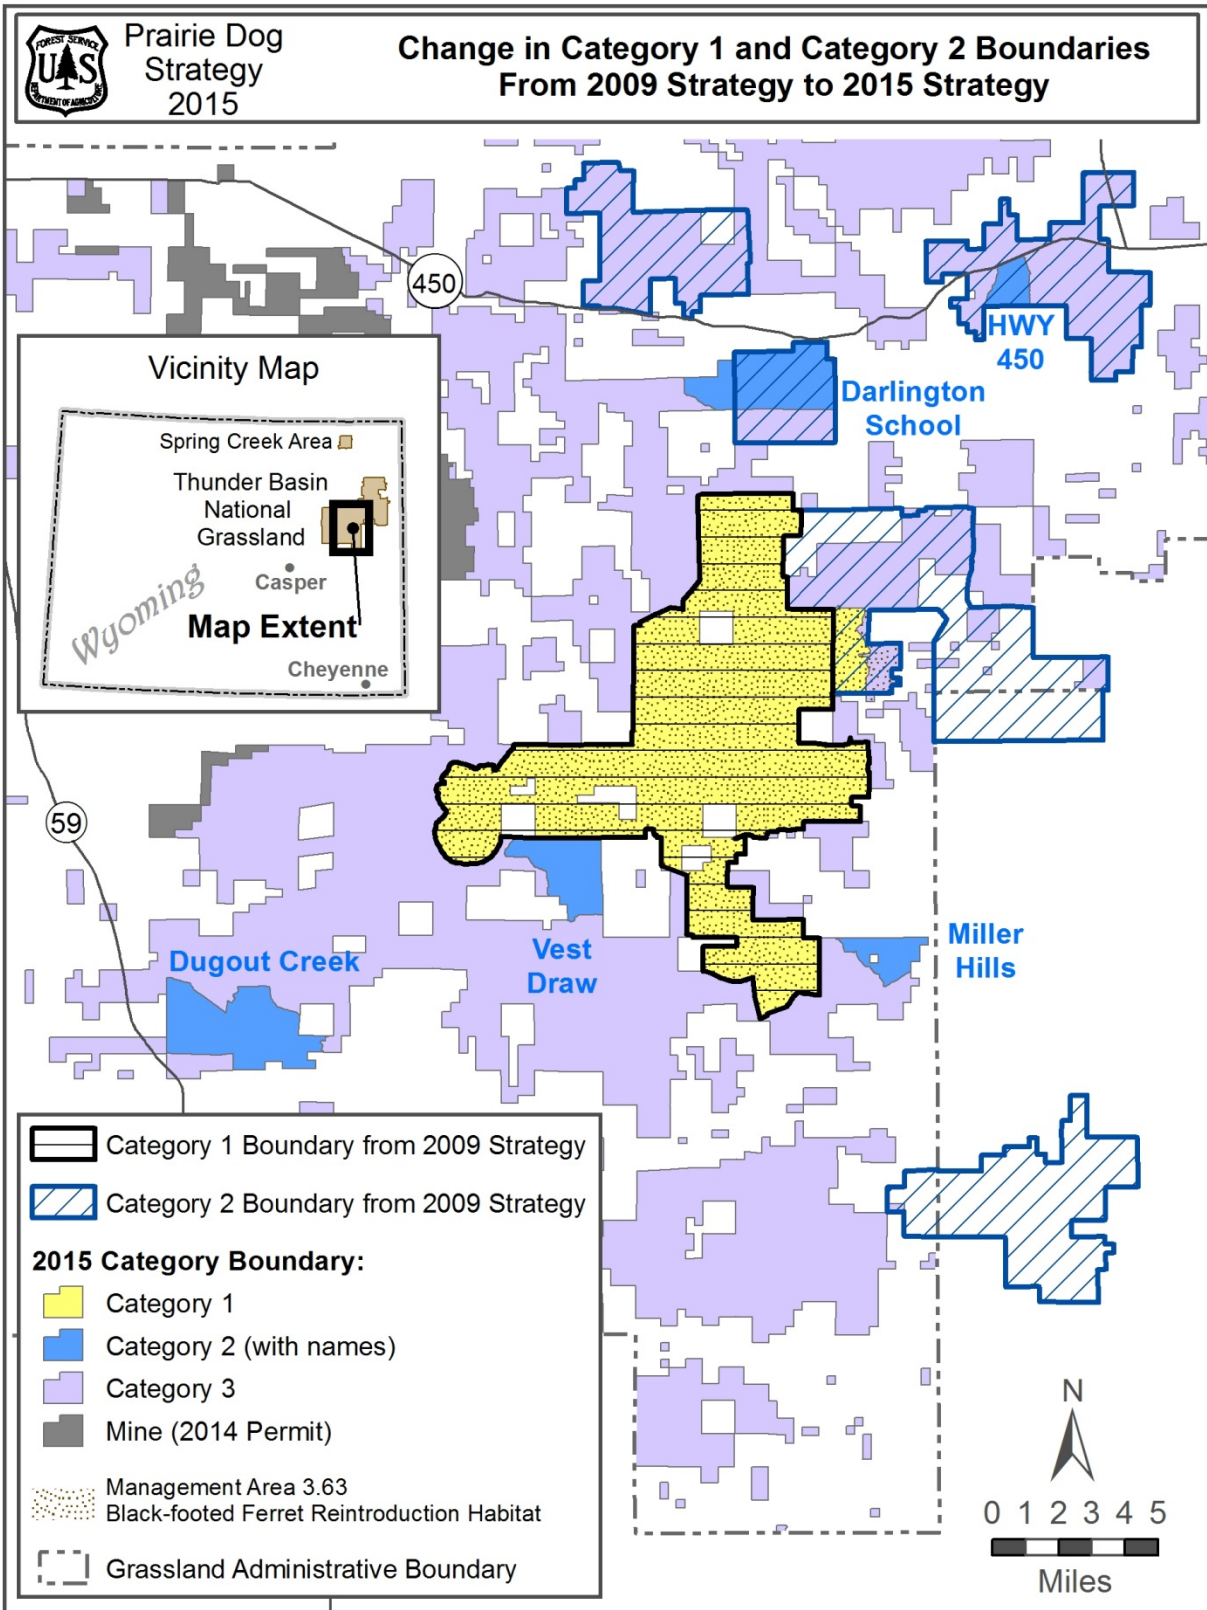 FOREST SERVICE
US
DEPARTMENT OF AGRICULTURE
Prairie Dog
Strategy
2015
Change in Category 1 and Category 2 Boundaries
From 2009 Strategy to 2015 Strategy
450
HWY
450
Darlington
School
Vicinity Map
Spring Creek Area
Thunder Basin
National
Grassland
Casper
Wyoming
Map Extent
Cheyenne
59
Dugout Creek
Vest
Draw
Miller
Hills
Category 1 Boundary from 2009 Strategy
Category 2 Boundary from 2009 Strategy
2015 Category Boundary:
Category 1
Category 2 (with names)
Category 3
Mine (2014 Permit)
Management Area 3.63
Black-footed Ferret Reintroduction Habitat
Grassland Administrative Boundary
N
0 1 2 3 4 5
Miles